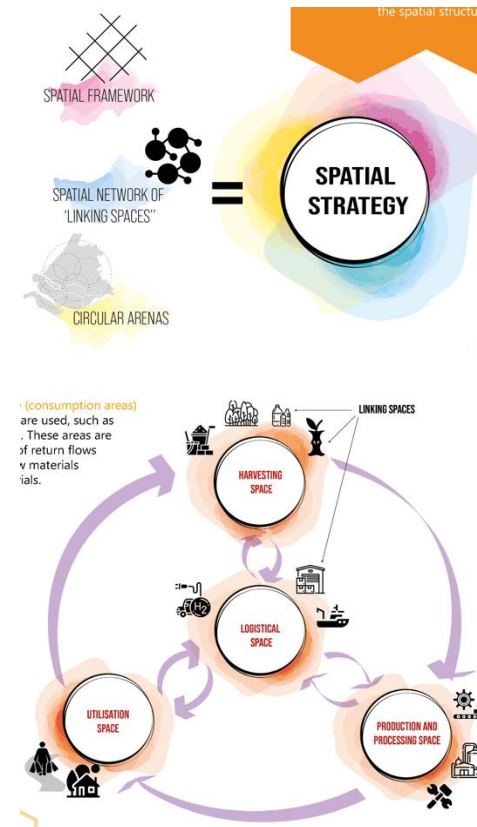 the spatial structu
SPATIAL FRAMEWORK
SPATIAL NETWORK OF
'LINKING SPACES''
CIRCULAR ARENAS
=
SPATIAL
STRATEGY
(consumption areas)
are used, such as
. These areas are
of return flows
w materials
ials.
LINKING SPACES
HARVESTING
SPACE
H2
LOGISTICAL
SPACE
UTILISATION
SPACE
PRODUCTION AND
PROCESSING SPACE